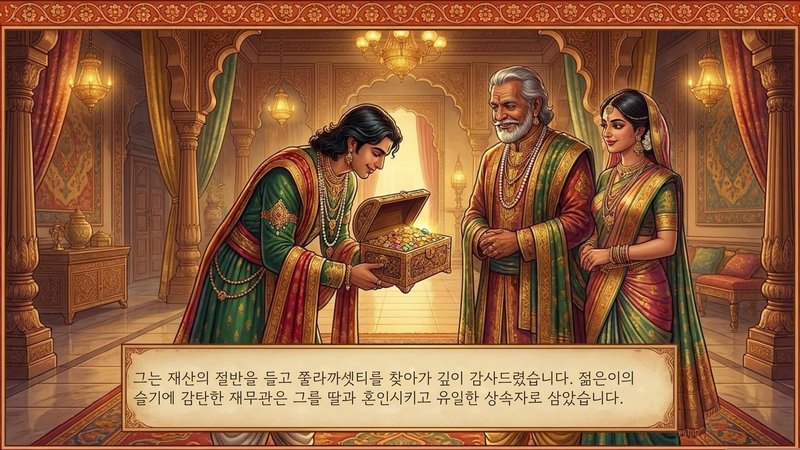 그는 재산의 절반을 들고 쭐라까셋티를 찾아가 깊이 감사드렸습니다. 젊은이의
슬기에 감탄한 재무관은 그를 딸과 혼인시키고 유일한 상속자로 삼았습니다.